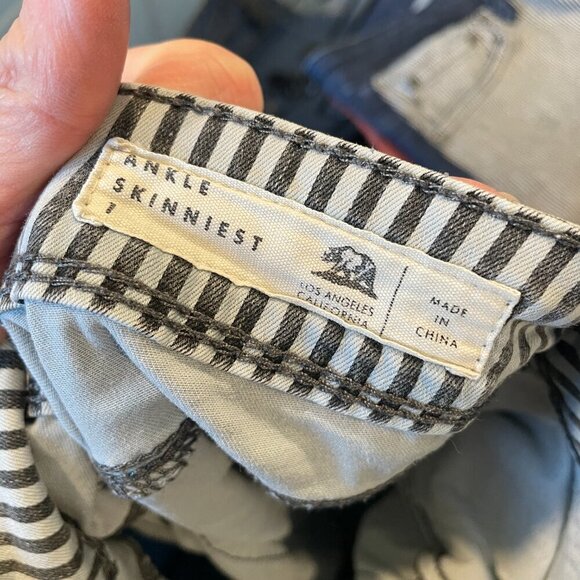 ANKLE
SKINNIEST
1
LOS ANGELES
CALIFORNIA
MADE
IN
CHINA